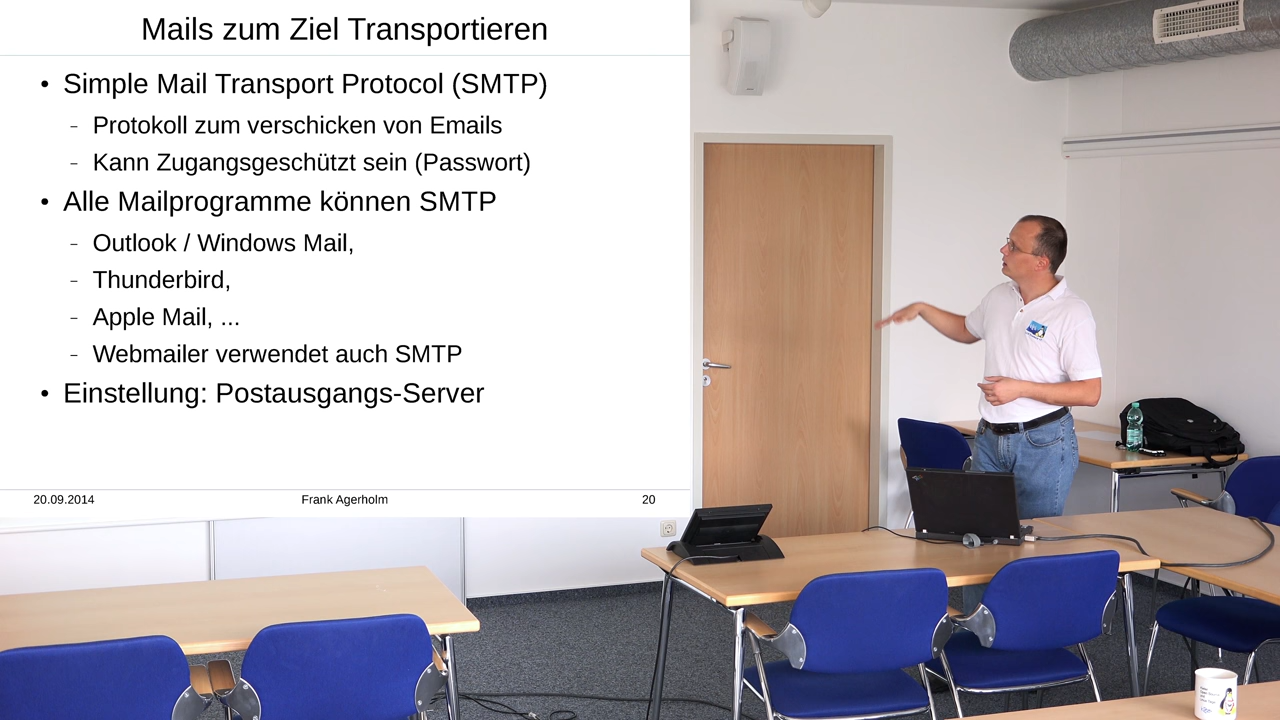 Mails zum Ziel Transportieren
• Simple Mail Transport Protocol (SMTP)
– Protokoll zum verschicken von Emails
– Kann Zugangsgeschützt sein (Passwort)
• Alle Mailprogramme können SMTP
– Outlook / Windows Mail,
– Thunderbird,
– Apple Mail, ...
– Webmailer verwendet auch SMTP
• Einstellung: Postausgangs-Server
20.09.2014 Frank Agerholm 20